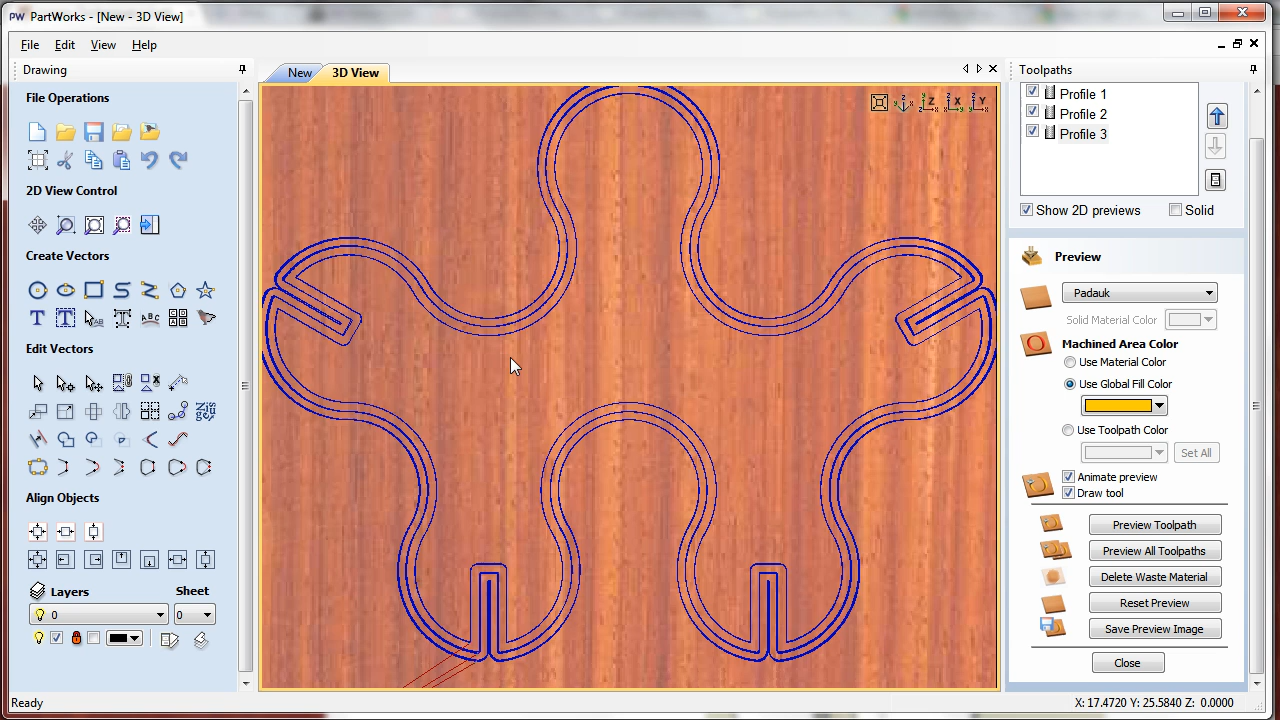 PW PartWorks - [New - 3D View]
File Edit View Help
Drawing
File Operations
2D View Control
Create Vectors
Edit Vectors
Align Objects
Layers Sheet
0 0
New 3D View
Toolpaths
Profile 1
Profile 2
Profile 3
Show 2D previews Solid
Preview
Padauk
Solid Material Color
Machined Area Color
Use Material Color
Use Global Fill Color
Use Toolpath Color
Set All
Animate preview
Draw tool
Preview Toolpath
Preview All Toolpaths
Delete Waste Material
Reset Preview
Save Preview Image
Close
Ready X: 17.4720 Y: 25.5840 Z: 0.0000